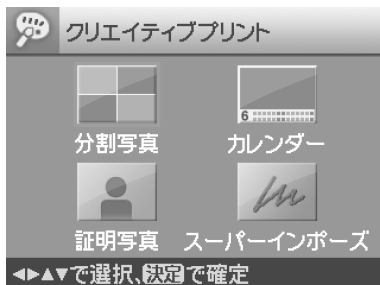 クリエイティブプリント
分割写真
6
カレンダー
証明写真
スーパーインポーズ
◀▶▲▼で選択、決定で確定